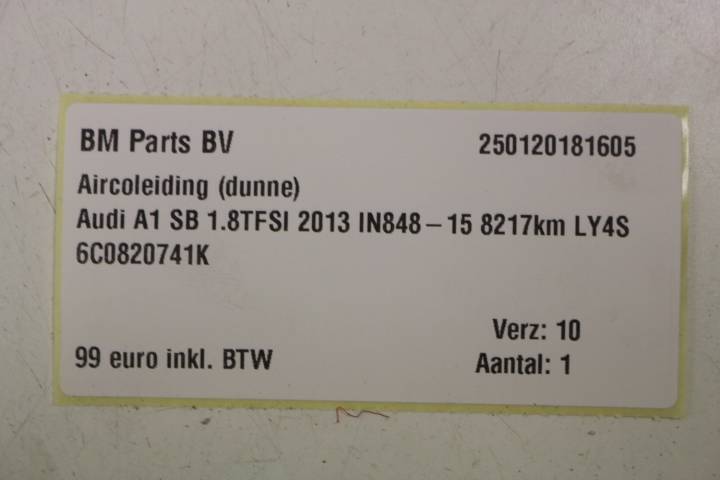 BM Parts BV 250120181605
Aircoleiding (dunne)
Audi A1 SB 1.8TFSI 2013 IN848-15 8217km LY4S
6C0820741K
Verz: 10
99 euro inkl. BTW Aantal: 1